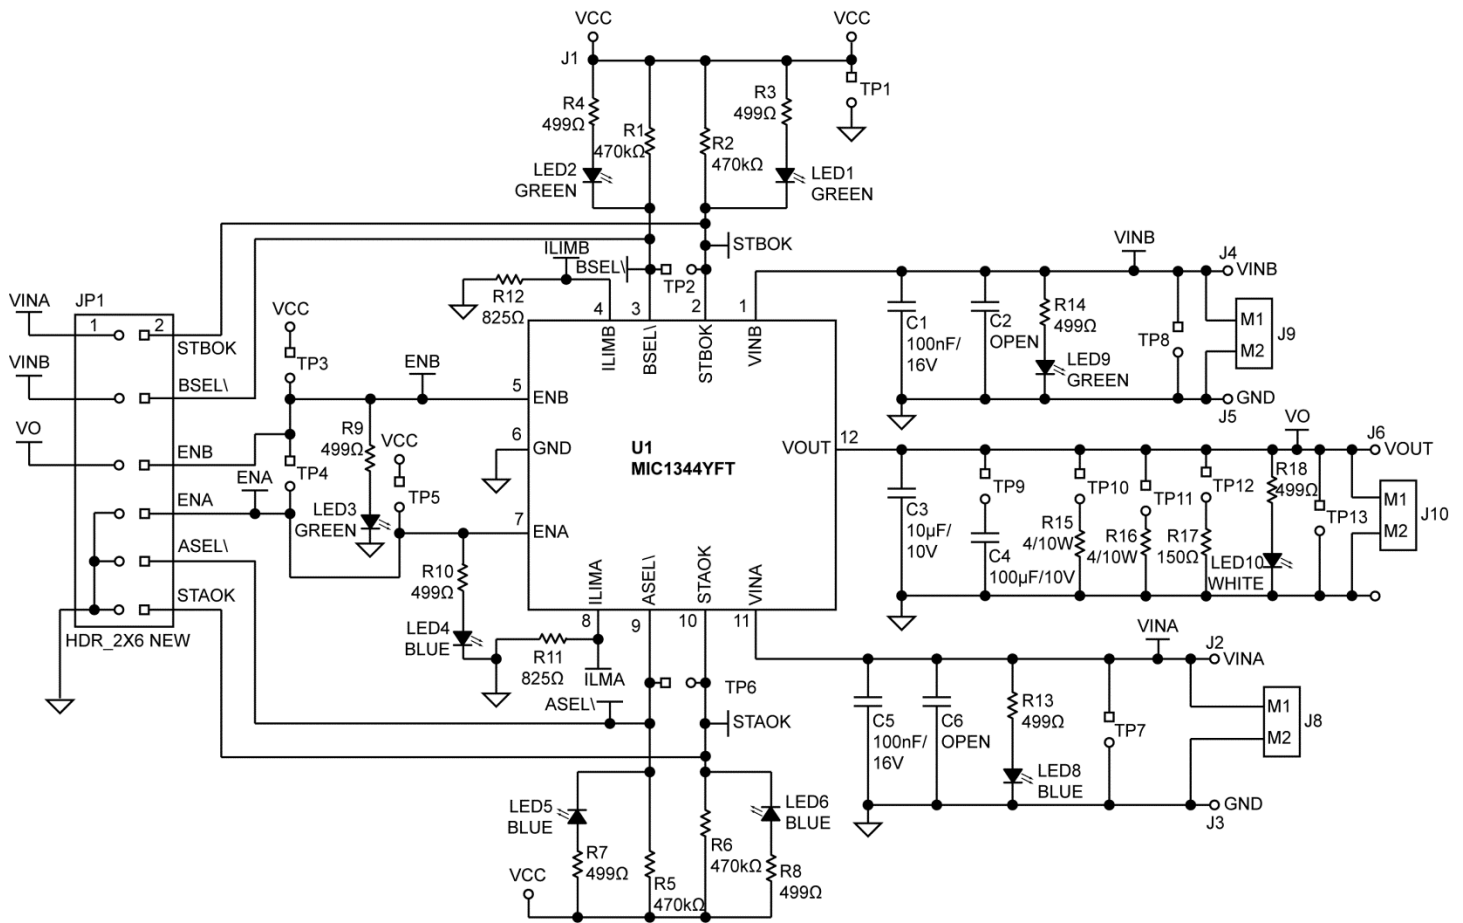 VCC
VCC
J1
TP1
R4
499Ω
R1
470kΩ
R2
470kΩ
R3
499Ω
LED2
GREEN
LED1
GREEN
STBOK
ILIMB
BSEL\
TP2
R12
825Ω
4
3
2
1
VINA
JP1
1
2
STBOK
VINB
BSEL\
VO
ENB
ENA
ASEL\
STAOK
HDR_2X6 NEW
VCC
TP3
ENB
R9
499Ω
VCC
TP4
ENA
TP5
LED3
GREEN
R10
499Ω
LED4
BLUE
5
6
7
ILIMB
BSEL\
STBOK
VINB
ENB
GND
U1
MIC1344YFT
VOUT
12
ENA
ILIMA
ASEL\
STAOK
VINA
8
9
10
11
R11
825Ω
ILMA
VINB
J4
VINB
C1
100nF/
16V
C2
OPEN
R14
499Ω
LED9
GREEN
TP8
M1
M2
J9
GND
J5
VO
J6
VOUT
C3
10µF/
10V
TP9
C4
100µF/10V
TP10
R15
4/10W
TP11
R16
4/10W
TP12
R17
150Ω
R18
499Ω
LED10
WHITE
TP13
M1
M2
J10
VINA
J2
VINA
C5
100nF/
16V
C6
OPEN
R13
499Ω
LED8
BLUE
TP7
M1
M2
J8
GND
J3
TP6
ASEL\
STAOK
LED5
BLUE
LED6
BLUE
R7
499Ω
R5
470kΩ
R6
470kΩ
R8
499Ω
VCC